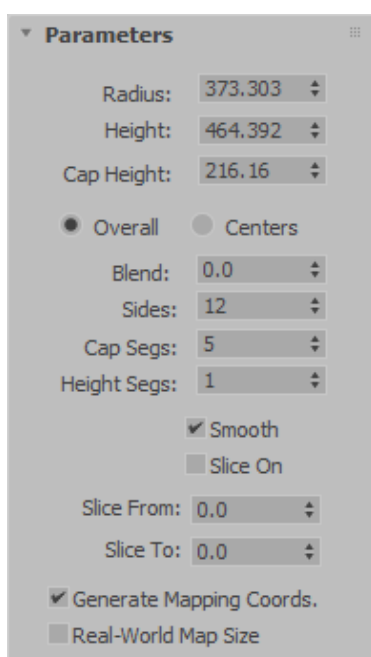 Parameters
Radius: 373.303
Height: 464.392
Cap Height: 216.16
Overall Centers
Blend: 0.0
Sides: 12
Cap Segs: 5
Height Segs: 1
Smooth
Slice On
Slice From: 0.0
Slice To: 0.0
Generate Mapping Coords.
Real-World Map Size